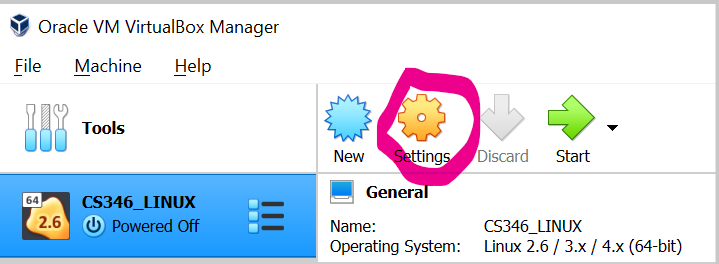 Oracle VM VirtualBox Manager
File Machine Help
Tools
New Settings Discard Start
64
2.6
CS346_LINUX
Powered Off
General
Name: CS346_LINUX
Operating System: Linux 2.6 / 3.x / 4.x (64-bit)